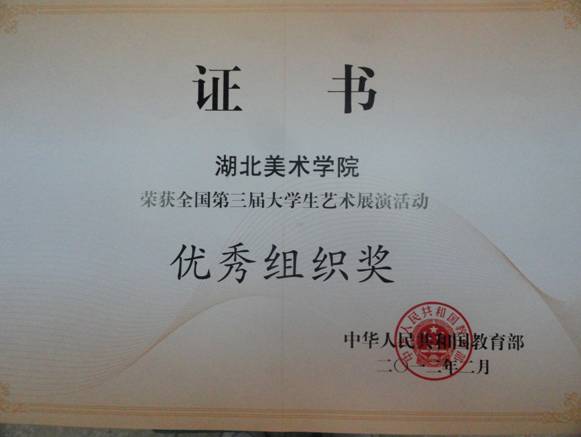 证 书
湖北美术学院
荣获全国第三届大学生艺术展演活动
优秀组织奖
中华人民共和国教育部
二〇一二年二月